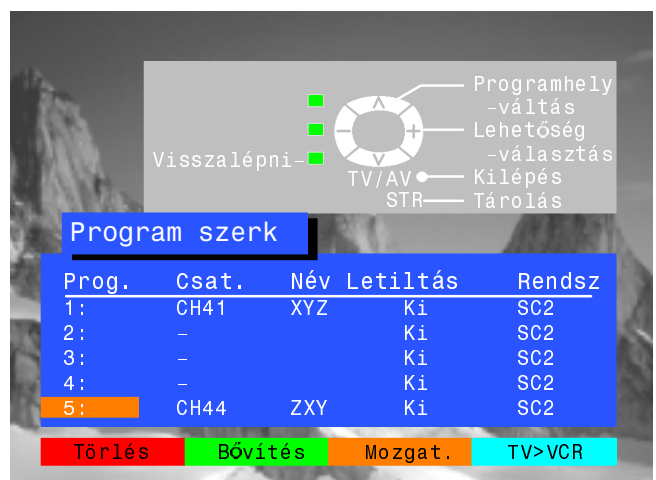 Programhely
-váltás
Lehetőség
-választás
Visszalépni-
TV/AV Kilépés
STR Tárolás
Program szerk
Prog. Csat. Név Letiltás Rendsz
1: CH41 XYZ Ki SC2
2: - Ki SC2
3: - Ki SC2
4: - Ki SC2
5: CH44 ZXY Ki SC2
Törlés Bővítés Mozgat. TV>VCR